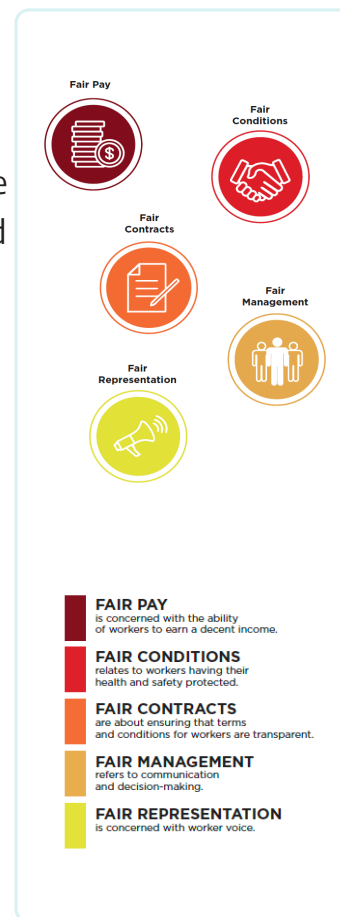 Fair Pay
Fair
Conditions
Fair
Contracts
Fair
Management
Fair
Representation
$
FAIR PAY
is concerned with the ability
of workers to earn a decent income.
FAIR CONDITIONS
relates to workers having their
health and safety protected.
FAIR CONTRACTS
are about ensuring that terms
and conditions for workers are transparent.
FAIR MANAGEMENT
refers to communication
and decision-making.
FAIR REPRESENTATION
is concerned with worker voice.